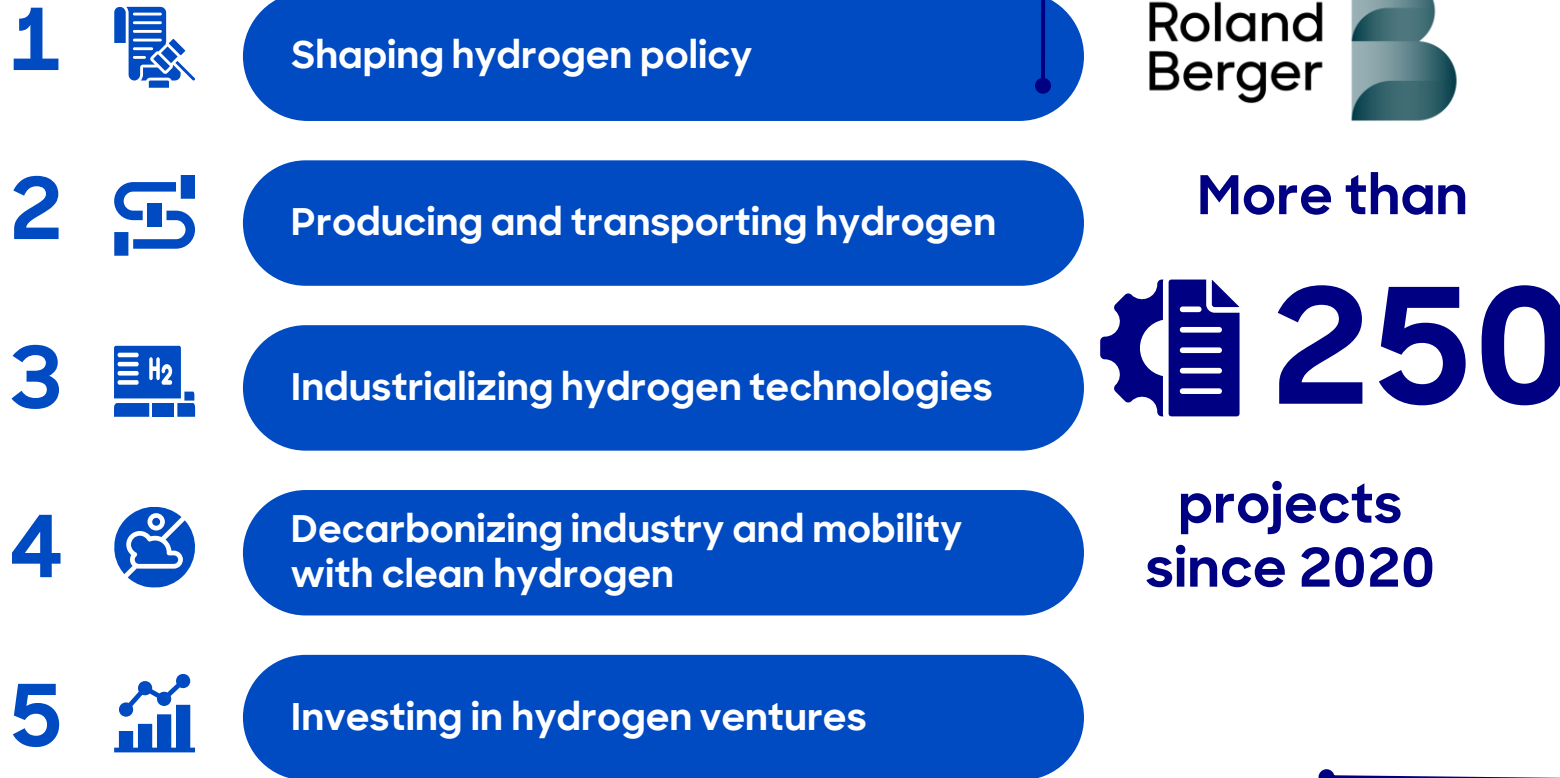 1
Shaping hydrogen policy
2
Producing and transporting hydrogen
3
H2
Industrializing hydrogen technologies
4
Decarbonizing industry and mobility
with clean hydrogen
5
Investing in hydrogen ventures
Roland
Berger
More than
250
projects
since 2020